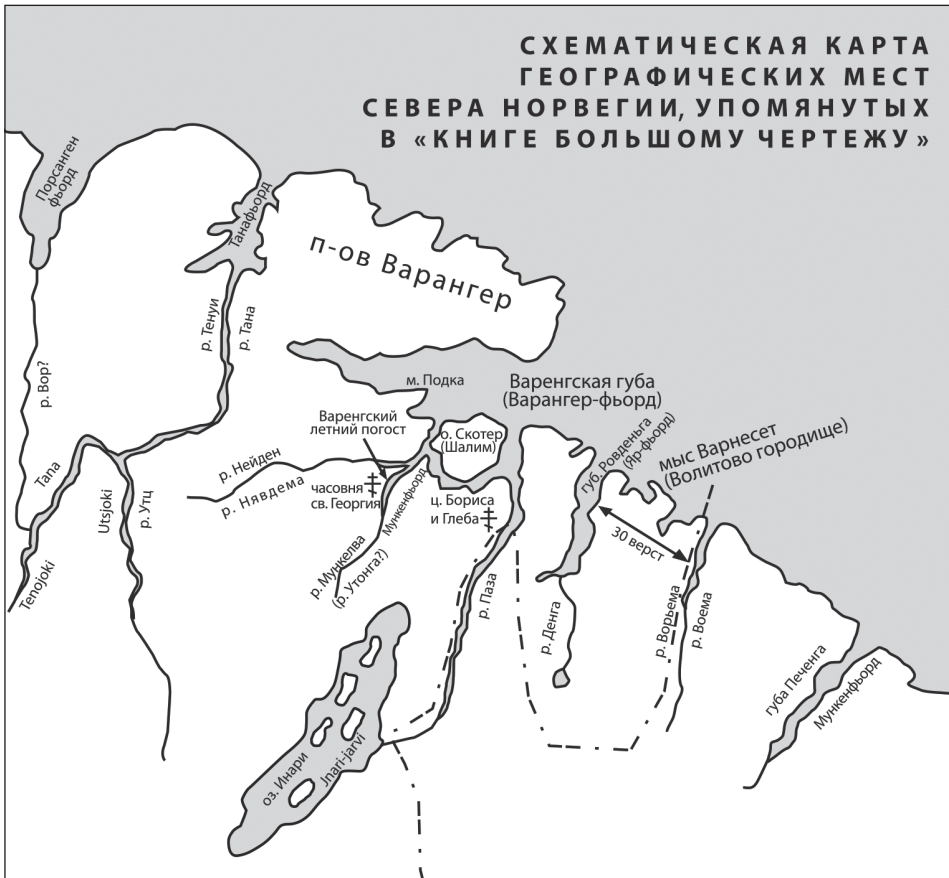 СХЕМАТИЧЕСКАЯ КАРТА
ГЕОГРАФИЧЕСКИХ МЕСТ
СЕВЕРА НОРВЕГИИ, УПОМЯНУТЫХ
В «КНИГЕ БОЛЬШОМУ ЧЕРТЕЖУ»
Порсанген
фьорд
Танафьорд
п-ов Варангер
р. Тенуи
р. Тана
р. Вор?
м. Подка
Варенгская губа
(Варангер-фьорд)
Варенгский
летний погост
о. Скотер
(Шалим)
губ. Ровденьга
(Яр-фьорд)
мыс Варнесет
(Волитово городище)
р. Нейден
р. Нявдема
часовня
св. Георгия
Мункенфьорд
ц. Бориса
и Глеба
30 верст
Тапа
Tenojoki
Utsjoki
р. Утц
р. Мункелва
(р. Утонга?)
р. Паза
р. Денга
р. Ворьема
р. Воема
губа Печенга
Мункенфьорд
оз. Инари
Jnari-jarvi